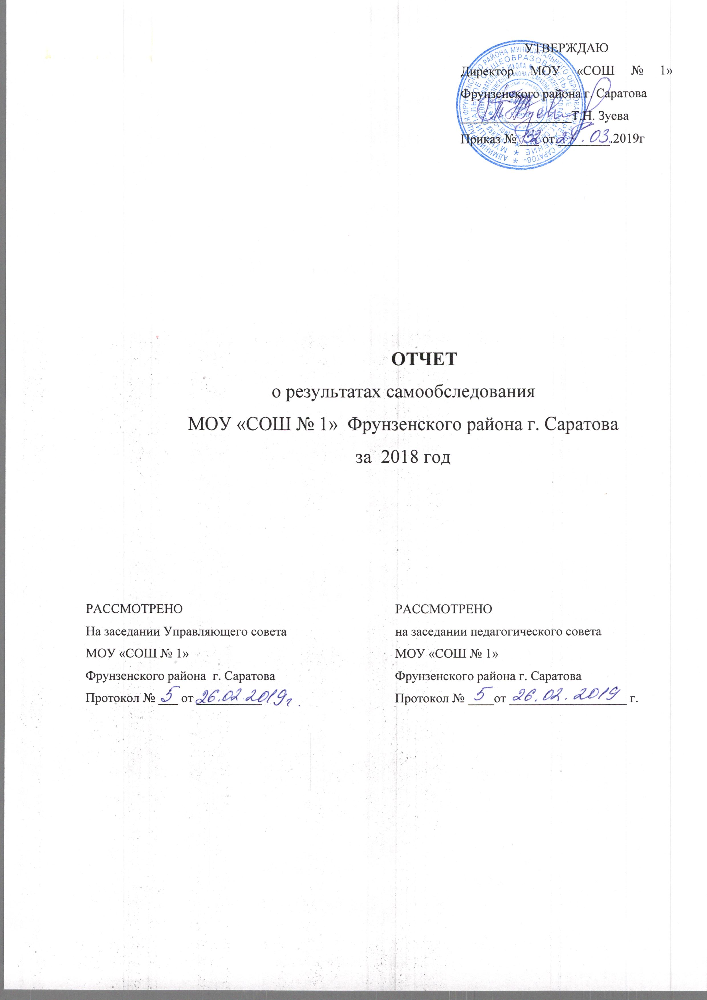 УТВЕРЖДАЮ
Директор МОУ «СОШ № 1»
Фрунзенского района г. Саратова
Т.Н. Зуева
Приказ № от .03.2019г
ОТЧЕТ
о результатах самообследования
МОУ «СОШ № 1» Фрунзенского района г. Саратова
за 2018 год
РАССМОТРЕНО
На заседании Управляющего совета
МОУ «СОШ № 1»
Фрунзенского района г. Саратова
Протокол № 5 от 26.02.2019г.
РАССМОТРЕНО
на заседании педагогического совета
МОУ «СОШ № 1»
Фрунзенского района г. Саратова
Протокол № 5 от 26.02.2019 г.